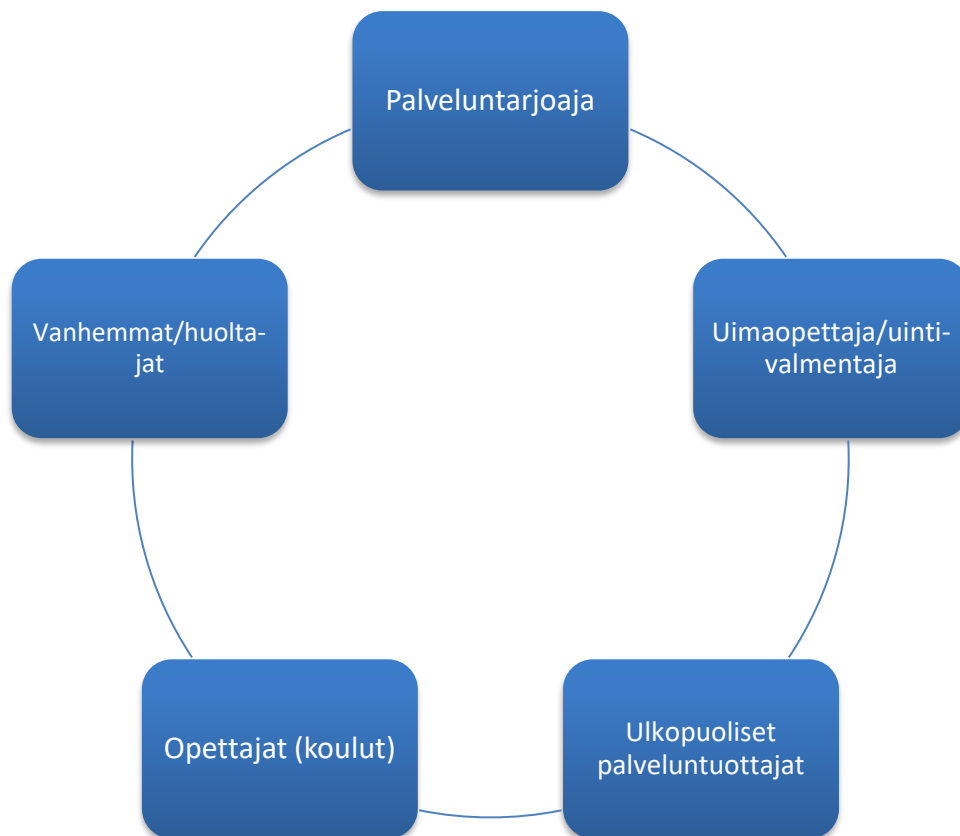 Palveluntarjoaja
Vanhemmat/huolta-
jat
Uimaopettaja/uinti-
valmentaja
Opettajat (koulut)
Ulkopuoliset
palveluntuottajat